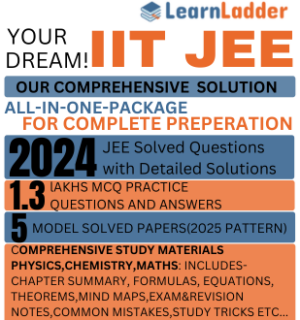 LearnLadder
YOUR
DREAM!
IIT JEE
OUR COMPREHENSIVE SOLUTION
ALL-IN-ONE-PACKAGE
FOR COMPLETE PREPERATION
2024 JEE Solved Questions
with Detailed Solutions
1.3 lAKHS MCQ PRACTICE
QUESTIONS AND ANSWERS
5 MODEL SOLVED PAPERS(2025 PATTERN)
COMPREHENSIVE STUDY MATERIALS
PHYSICS,CHEMISTRY,MATHS: INCLUDES-
CHAPTER SUMMARY, FORMULAS, EQUATIONS,
THEOREMS,MIND MAPS,EXAM&REVISION
NOTES,COMMON MISTAKES,STUDY TRICKS ETC...